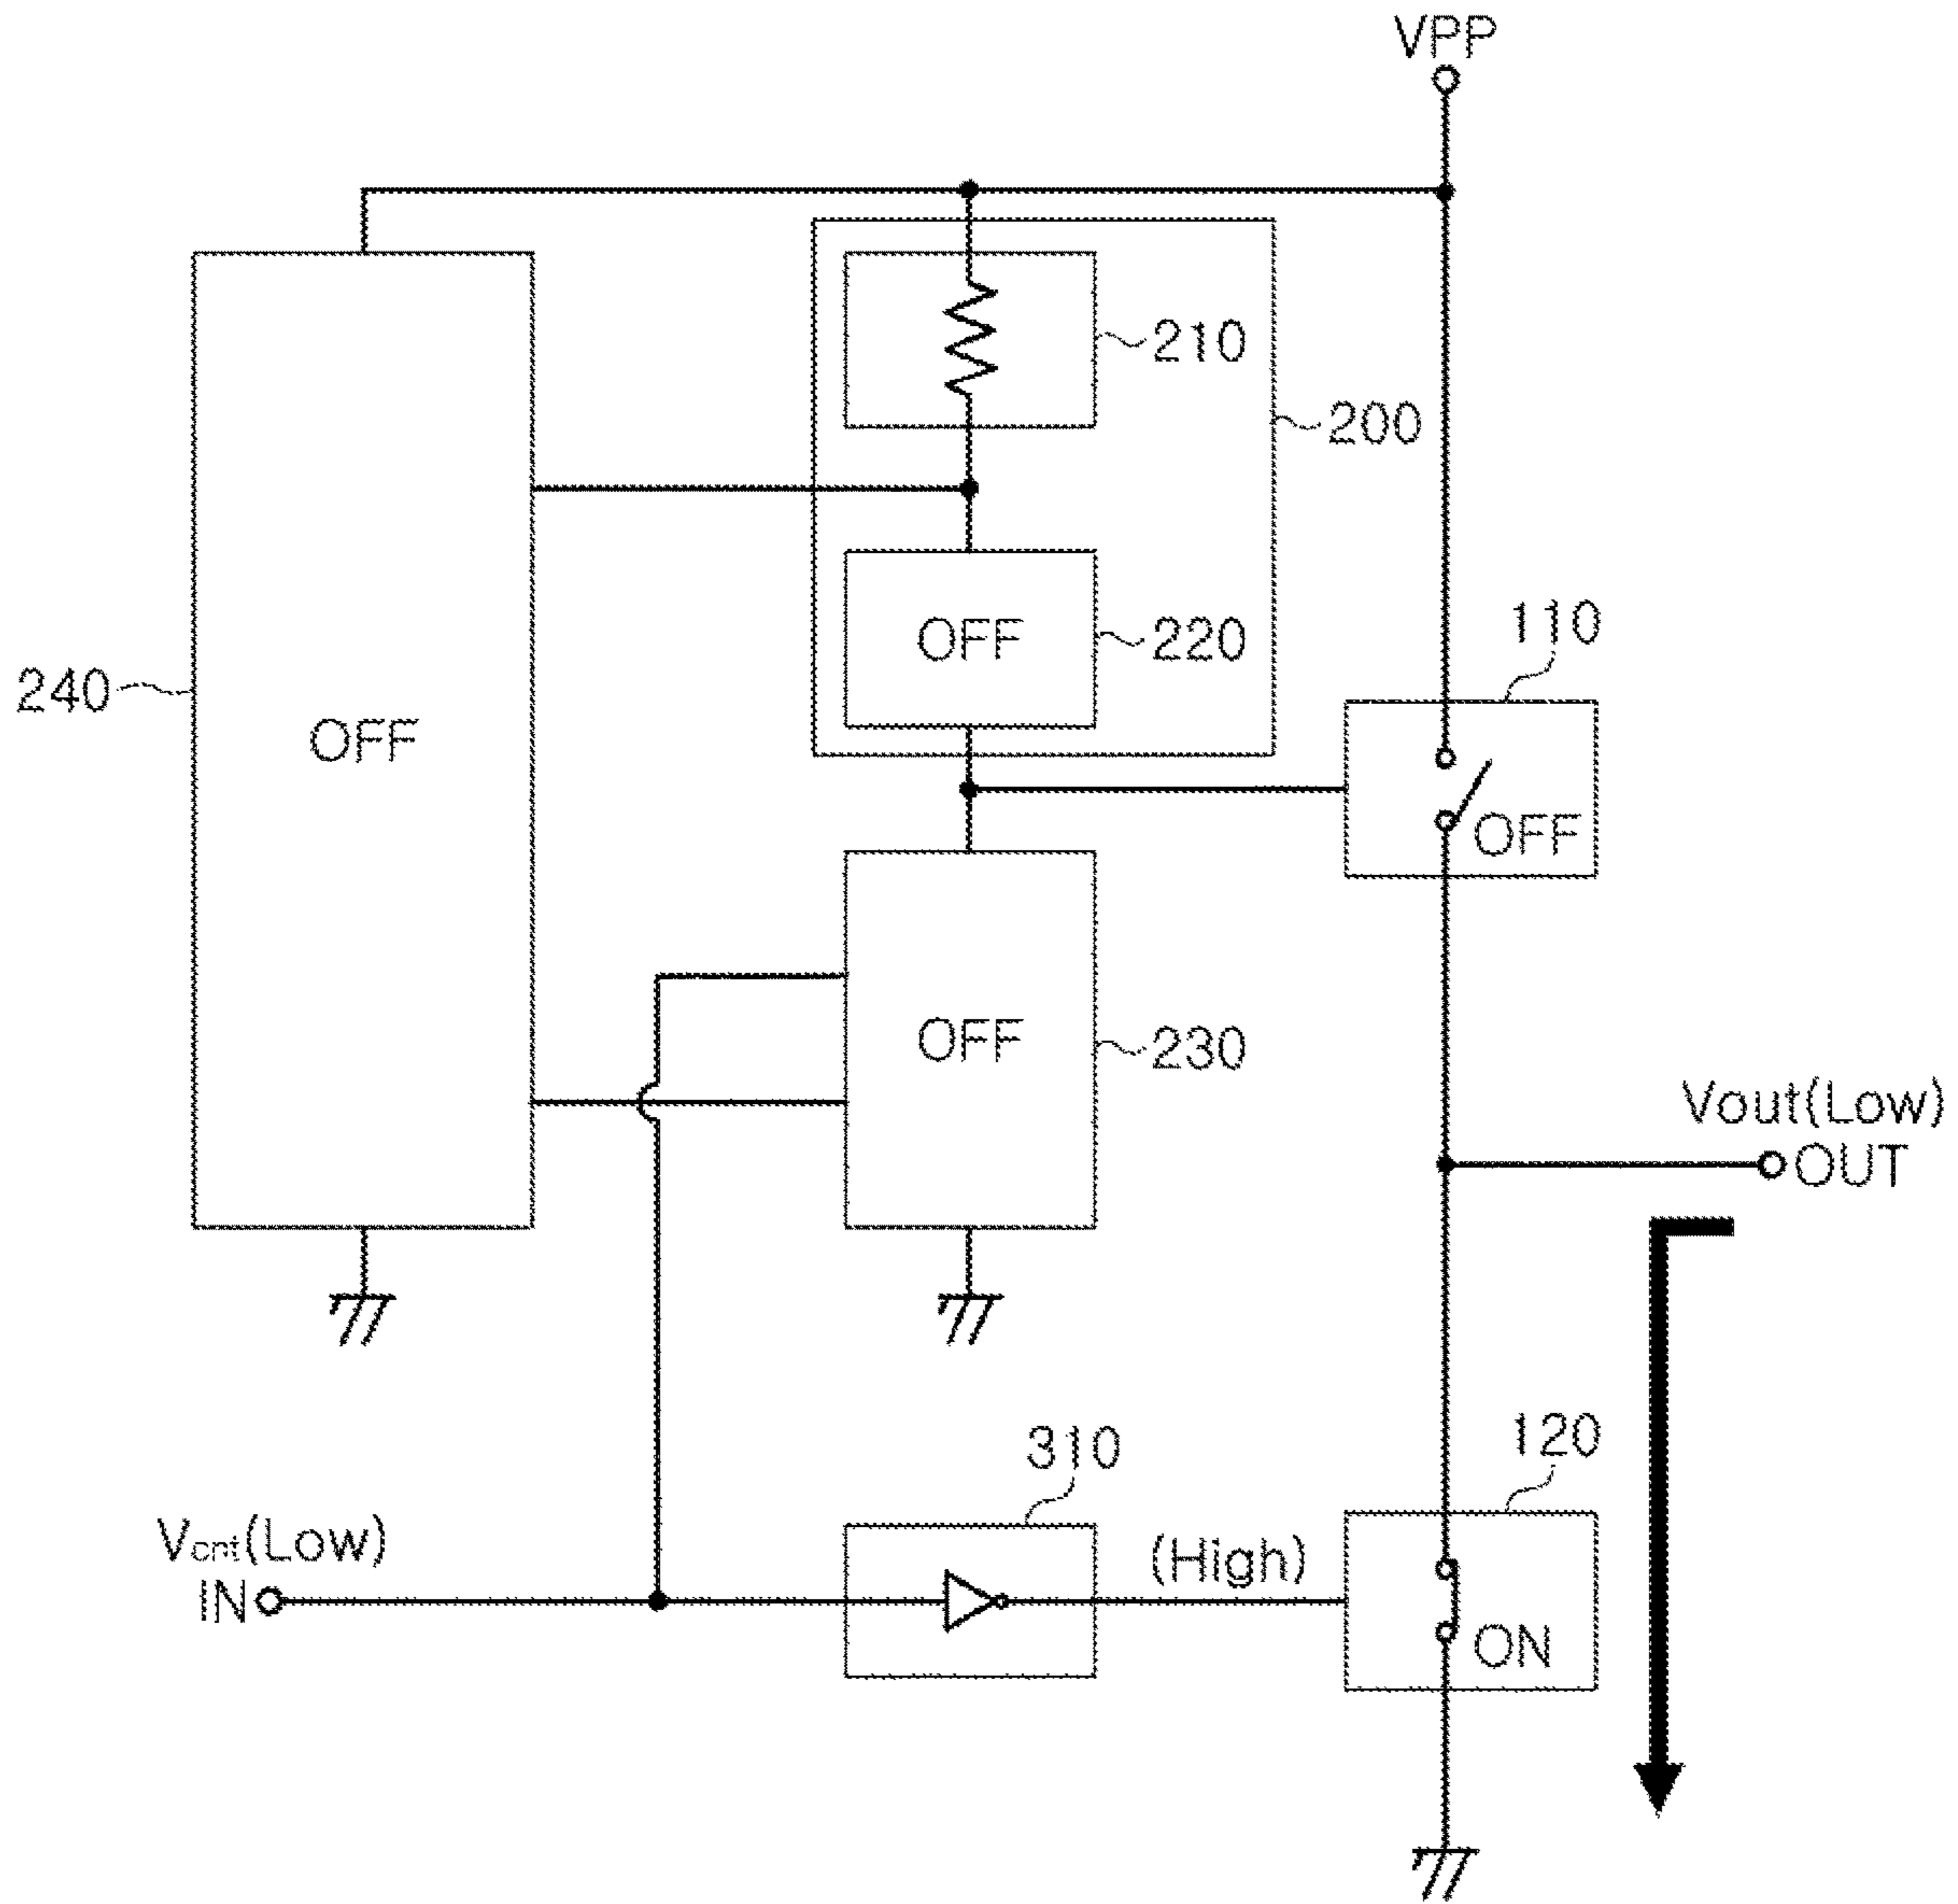 VPP
210
200
OFF
220
110
240
OFF
OFF
OFF
230
Vout(Low)
OUT
310
120
Vcnt(Low)
(High)
IN
ON